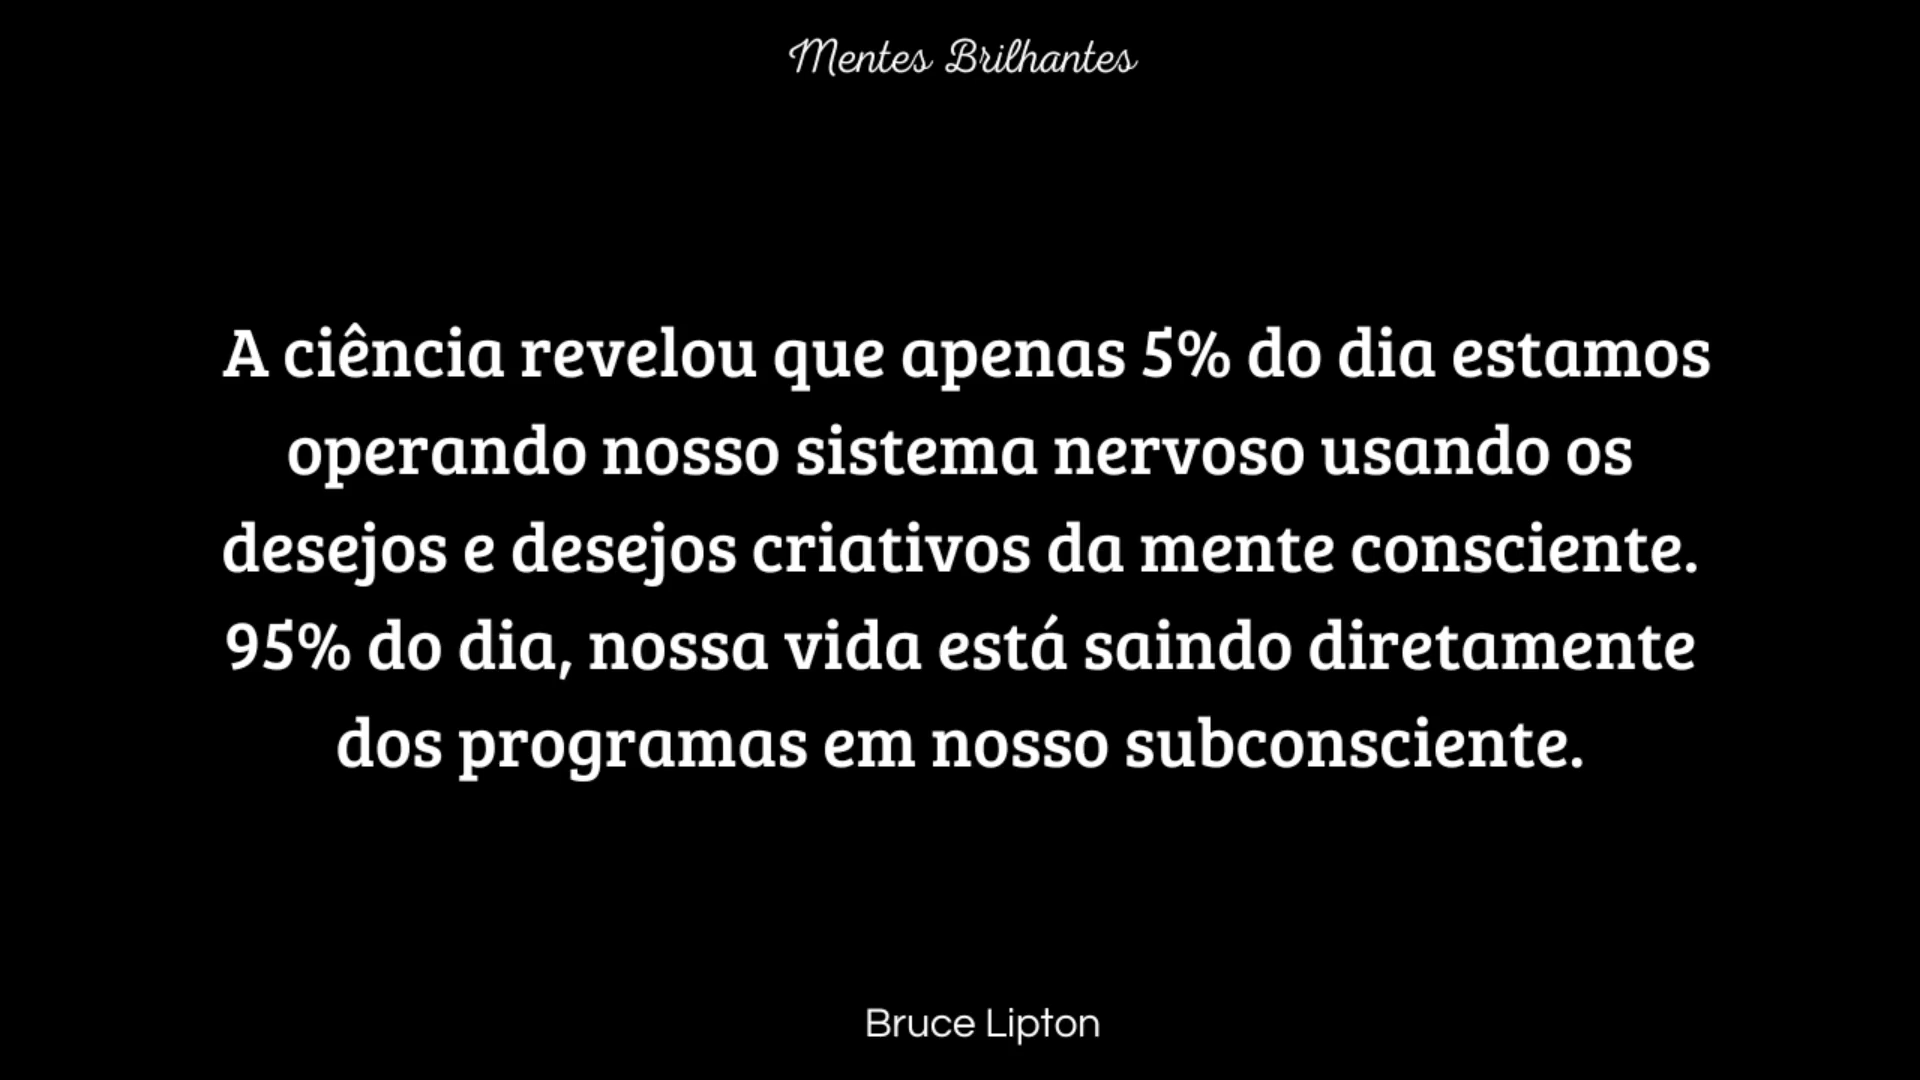 Mentes Brilhantes
A ciência revelou que apenas 5% do dia estamos
operando nosso sistema nervoso usando os
desejos e desejos criativos da mente consciente.
95% do dia, nossa vida está saindo diretamente
dos programas em nosso subconsciente.
Bruce Lipton